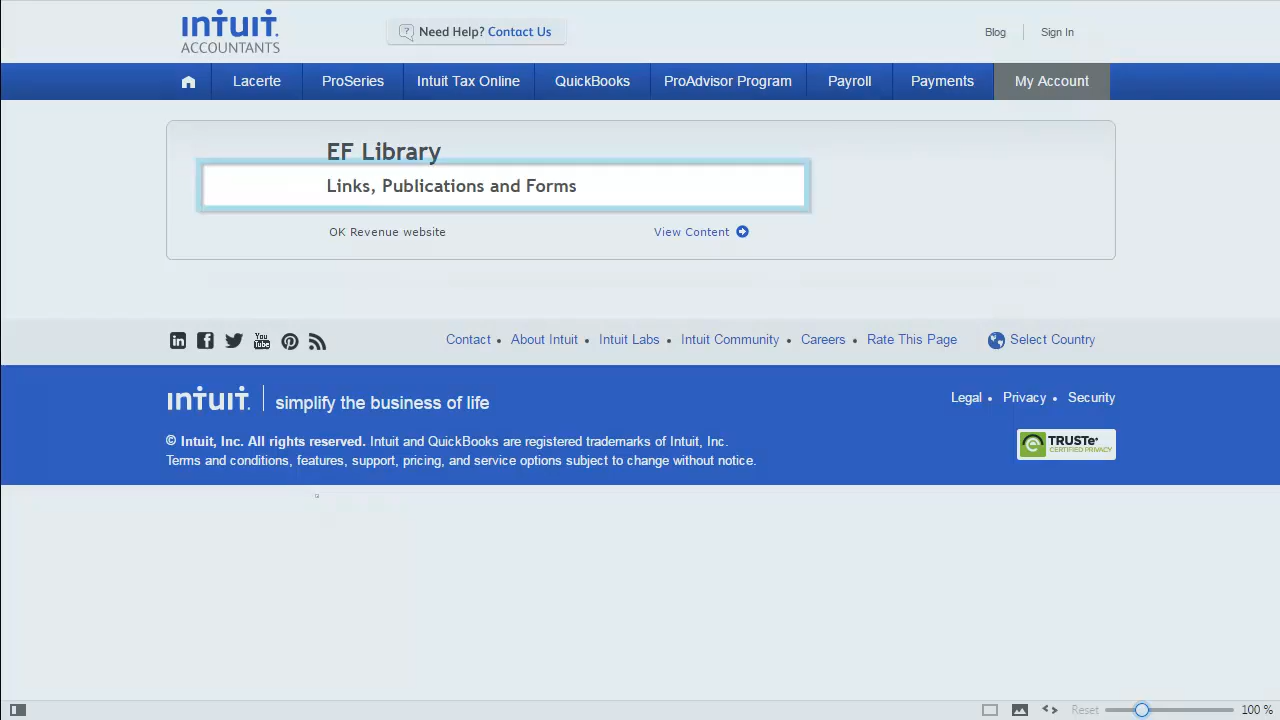 intuit.
ACCOUNTANTS
Need Help? Contact Us
Blog
Sign In
Lacerte
ProSeries
Intuit Tax Online
QuickBooks
ProAdvisor Program
Payroll
Payments
My Account
EF Library
Links, Publications and Forms
OK Revenue website
View Content
Contact • About Intuit • Intuit Labs • Intuit Community • Careers • Rate This Page
Select Country
intuit. simplify the business of life
Legal • Privacy • Security
© Intuit, Inc. All rights reserved. Intuit and QuickBooks are registered trademarks of Intuit, Inc.
Terms and conditions, features, support, pricing, and service options subject to change without notice.
TRUSTe
CERTIFIED PRIVACY
Reset
100 %